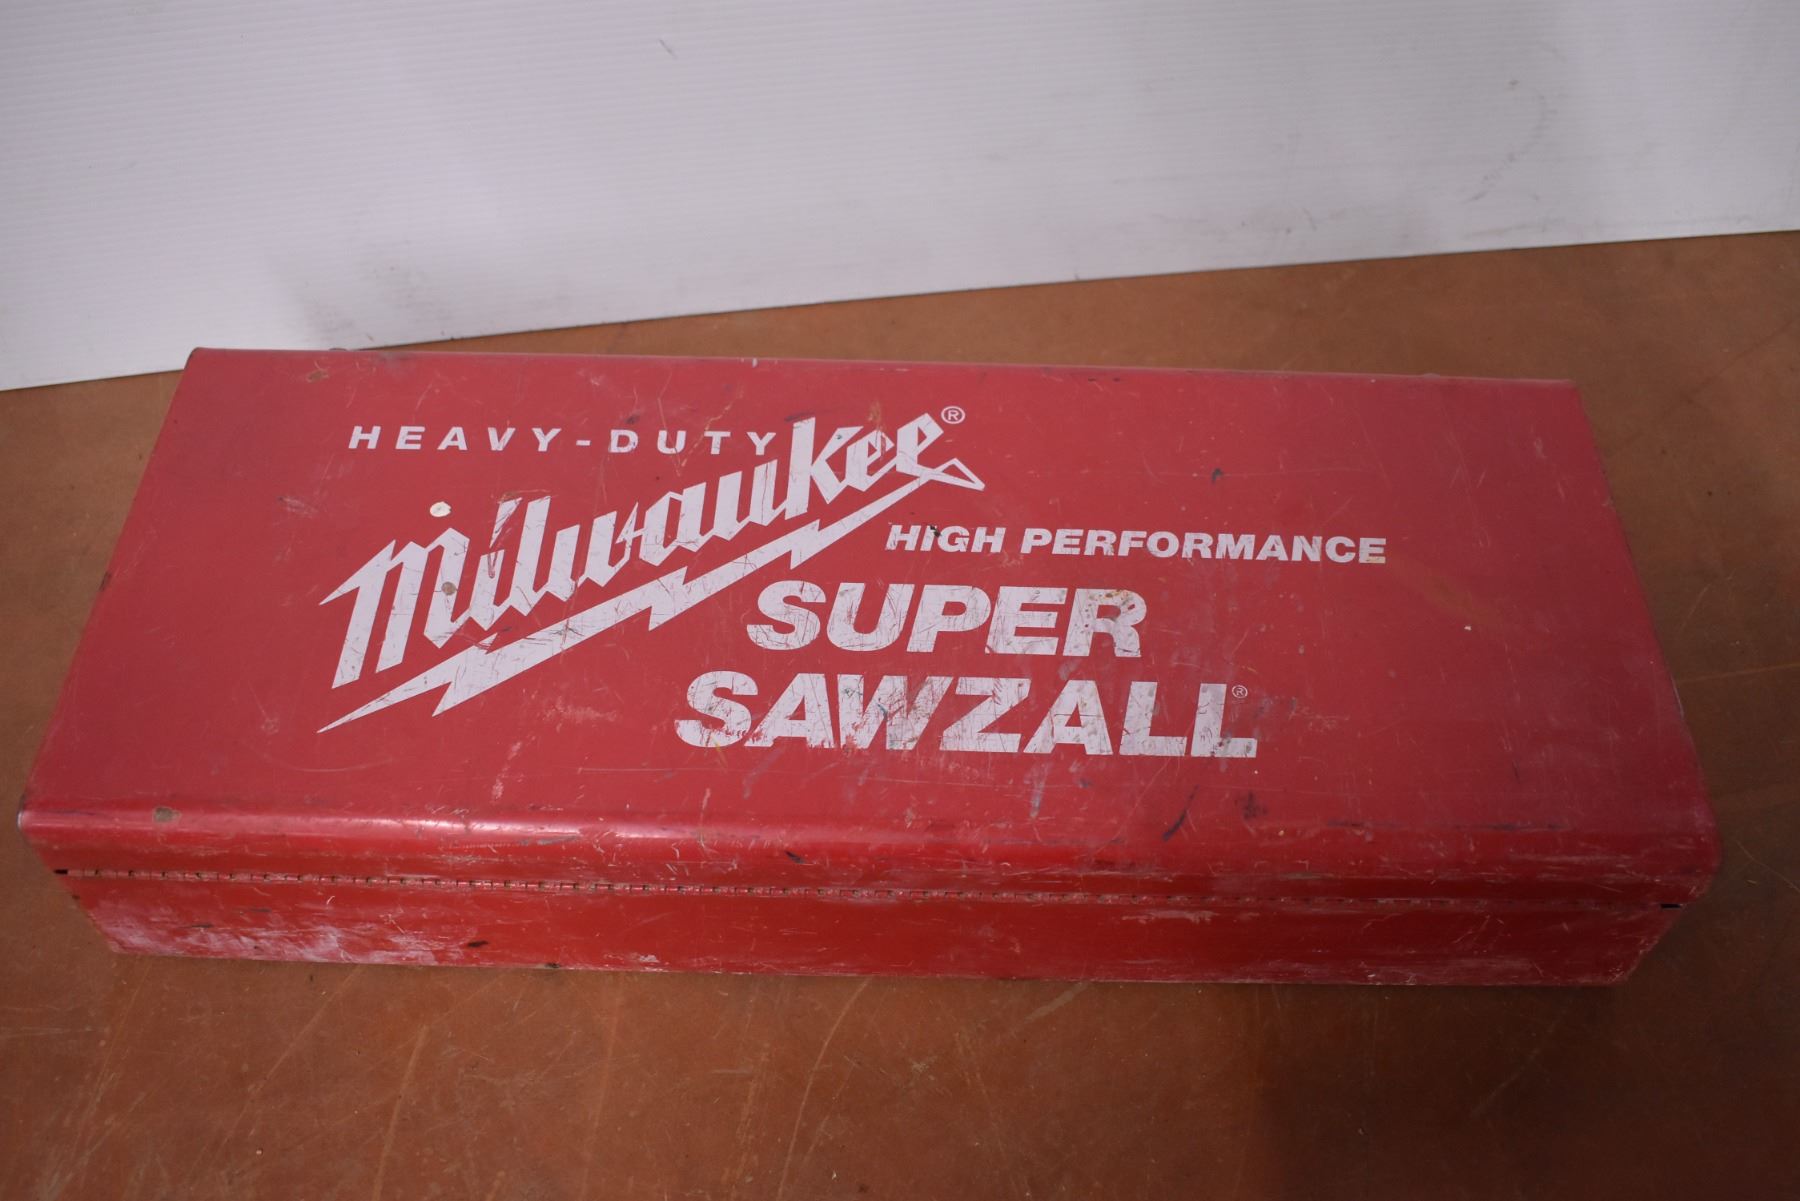 HEAVY-DUTY
Milwaukee®
HIGH PERFORMANCE
SUPER
SAWZALL®